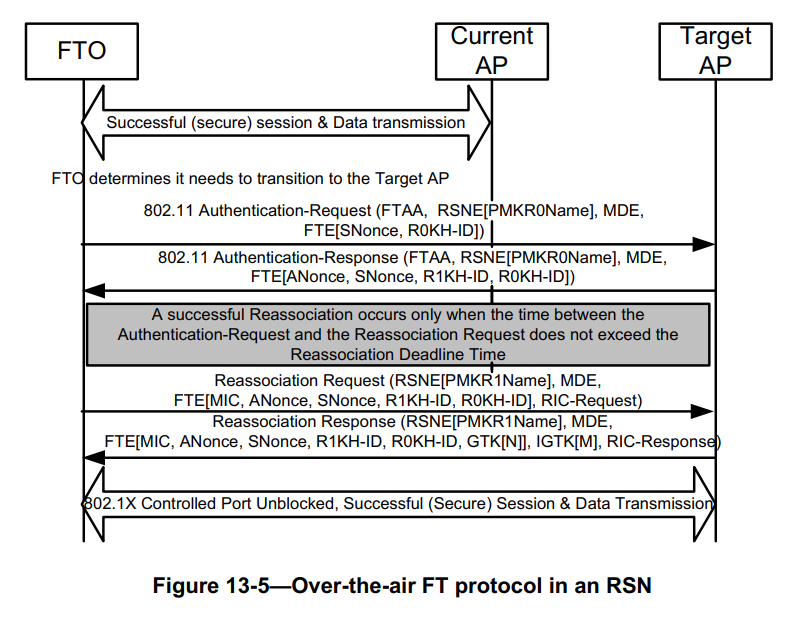 FTO
Current
AP
Target
AP
Successful (secure) session & Data transmission
FTO determines it needs to transition to the Target AP
802.11 Authentication-Request (FTAA, RSNE[PMKR0Name], MDE,
FTE[SNonce, R0KH-ID])
802.11 Authentication-Response (FTAA, RSNE[PMKR0Name], MDE,
FTE[ANonce, SNonce, R1KH-ID, R0KH-ID])
A successful Reassociation occurs only when the time between the
Authentication-Request and the Reassociation Request does not exceed the
Reassociation Deadline Time
Reassociation Request (RSNE[PMKR1Name], MDE,
FTE[MIC, ANonce, SNonce, R1KH-ID, R0KH-ID], RIC-Request)
Reassociation Response (RSNE[PMKR1Name], MDE,
FTE[MIC, ANonce, SNonce, R1KH-ID, R0KH-ID, GTK[N]], IGTK[M], RIC-Response)
802.1X Controlled Port Unblocked, Successful (Secure) Session & Data Transmission
Figure 13-5—Over-the-air FT protocol in an RSN